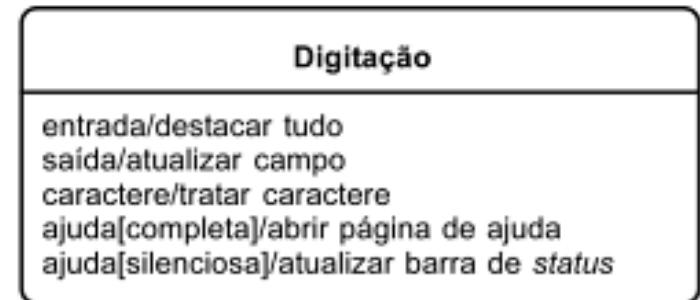 Digitação
entrada/destacar tudo
saída/atualizar campo
caractere/tratar caractere
ajuda[completa]/abrir página de ajuda
ajuda[silenciosa]/atualizar barra de status